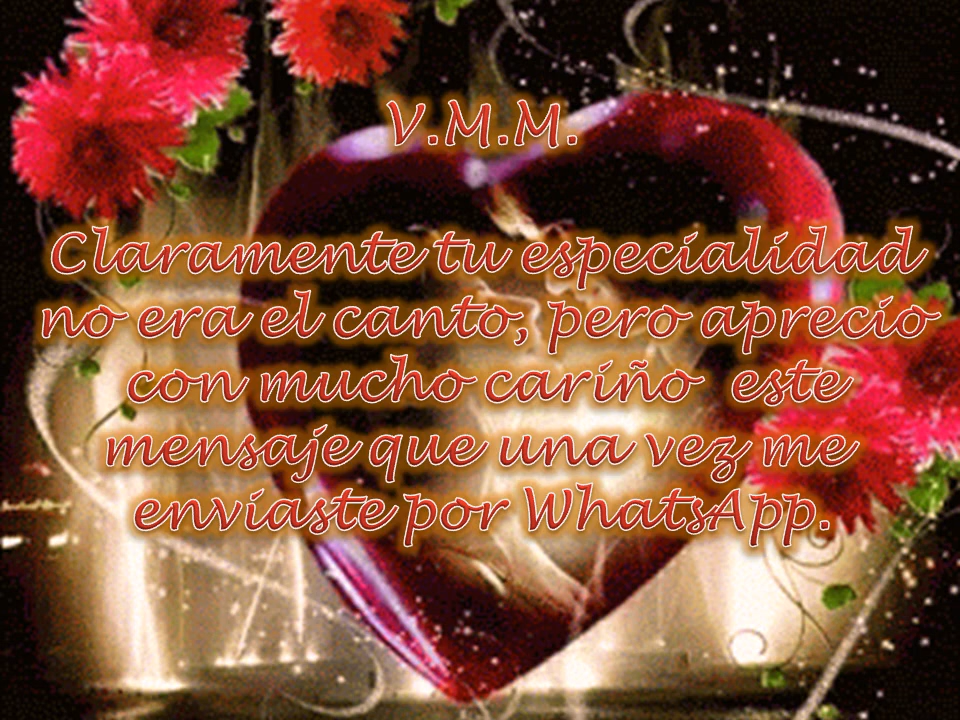 V.M.M.
Claramente tu especialidad
no era el canto, pero aprecio
con mucho cariño este
mensaje que una vez me
enviaste por WhatsApp.